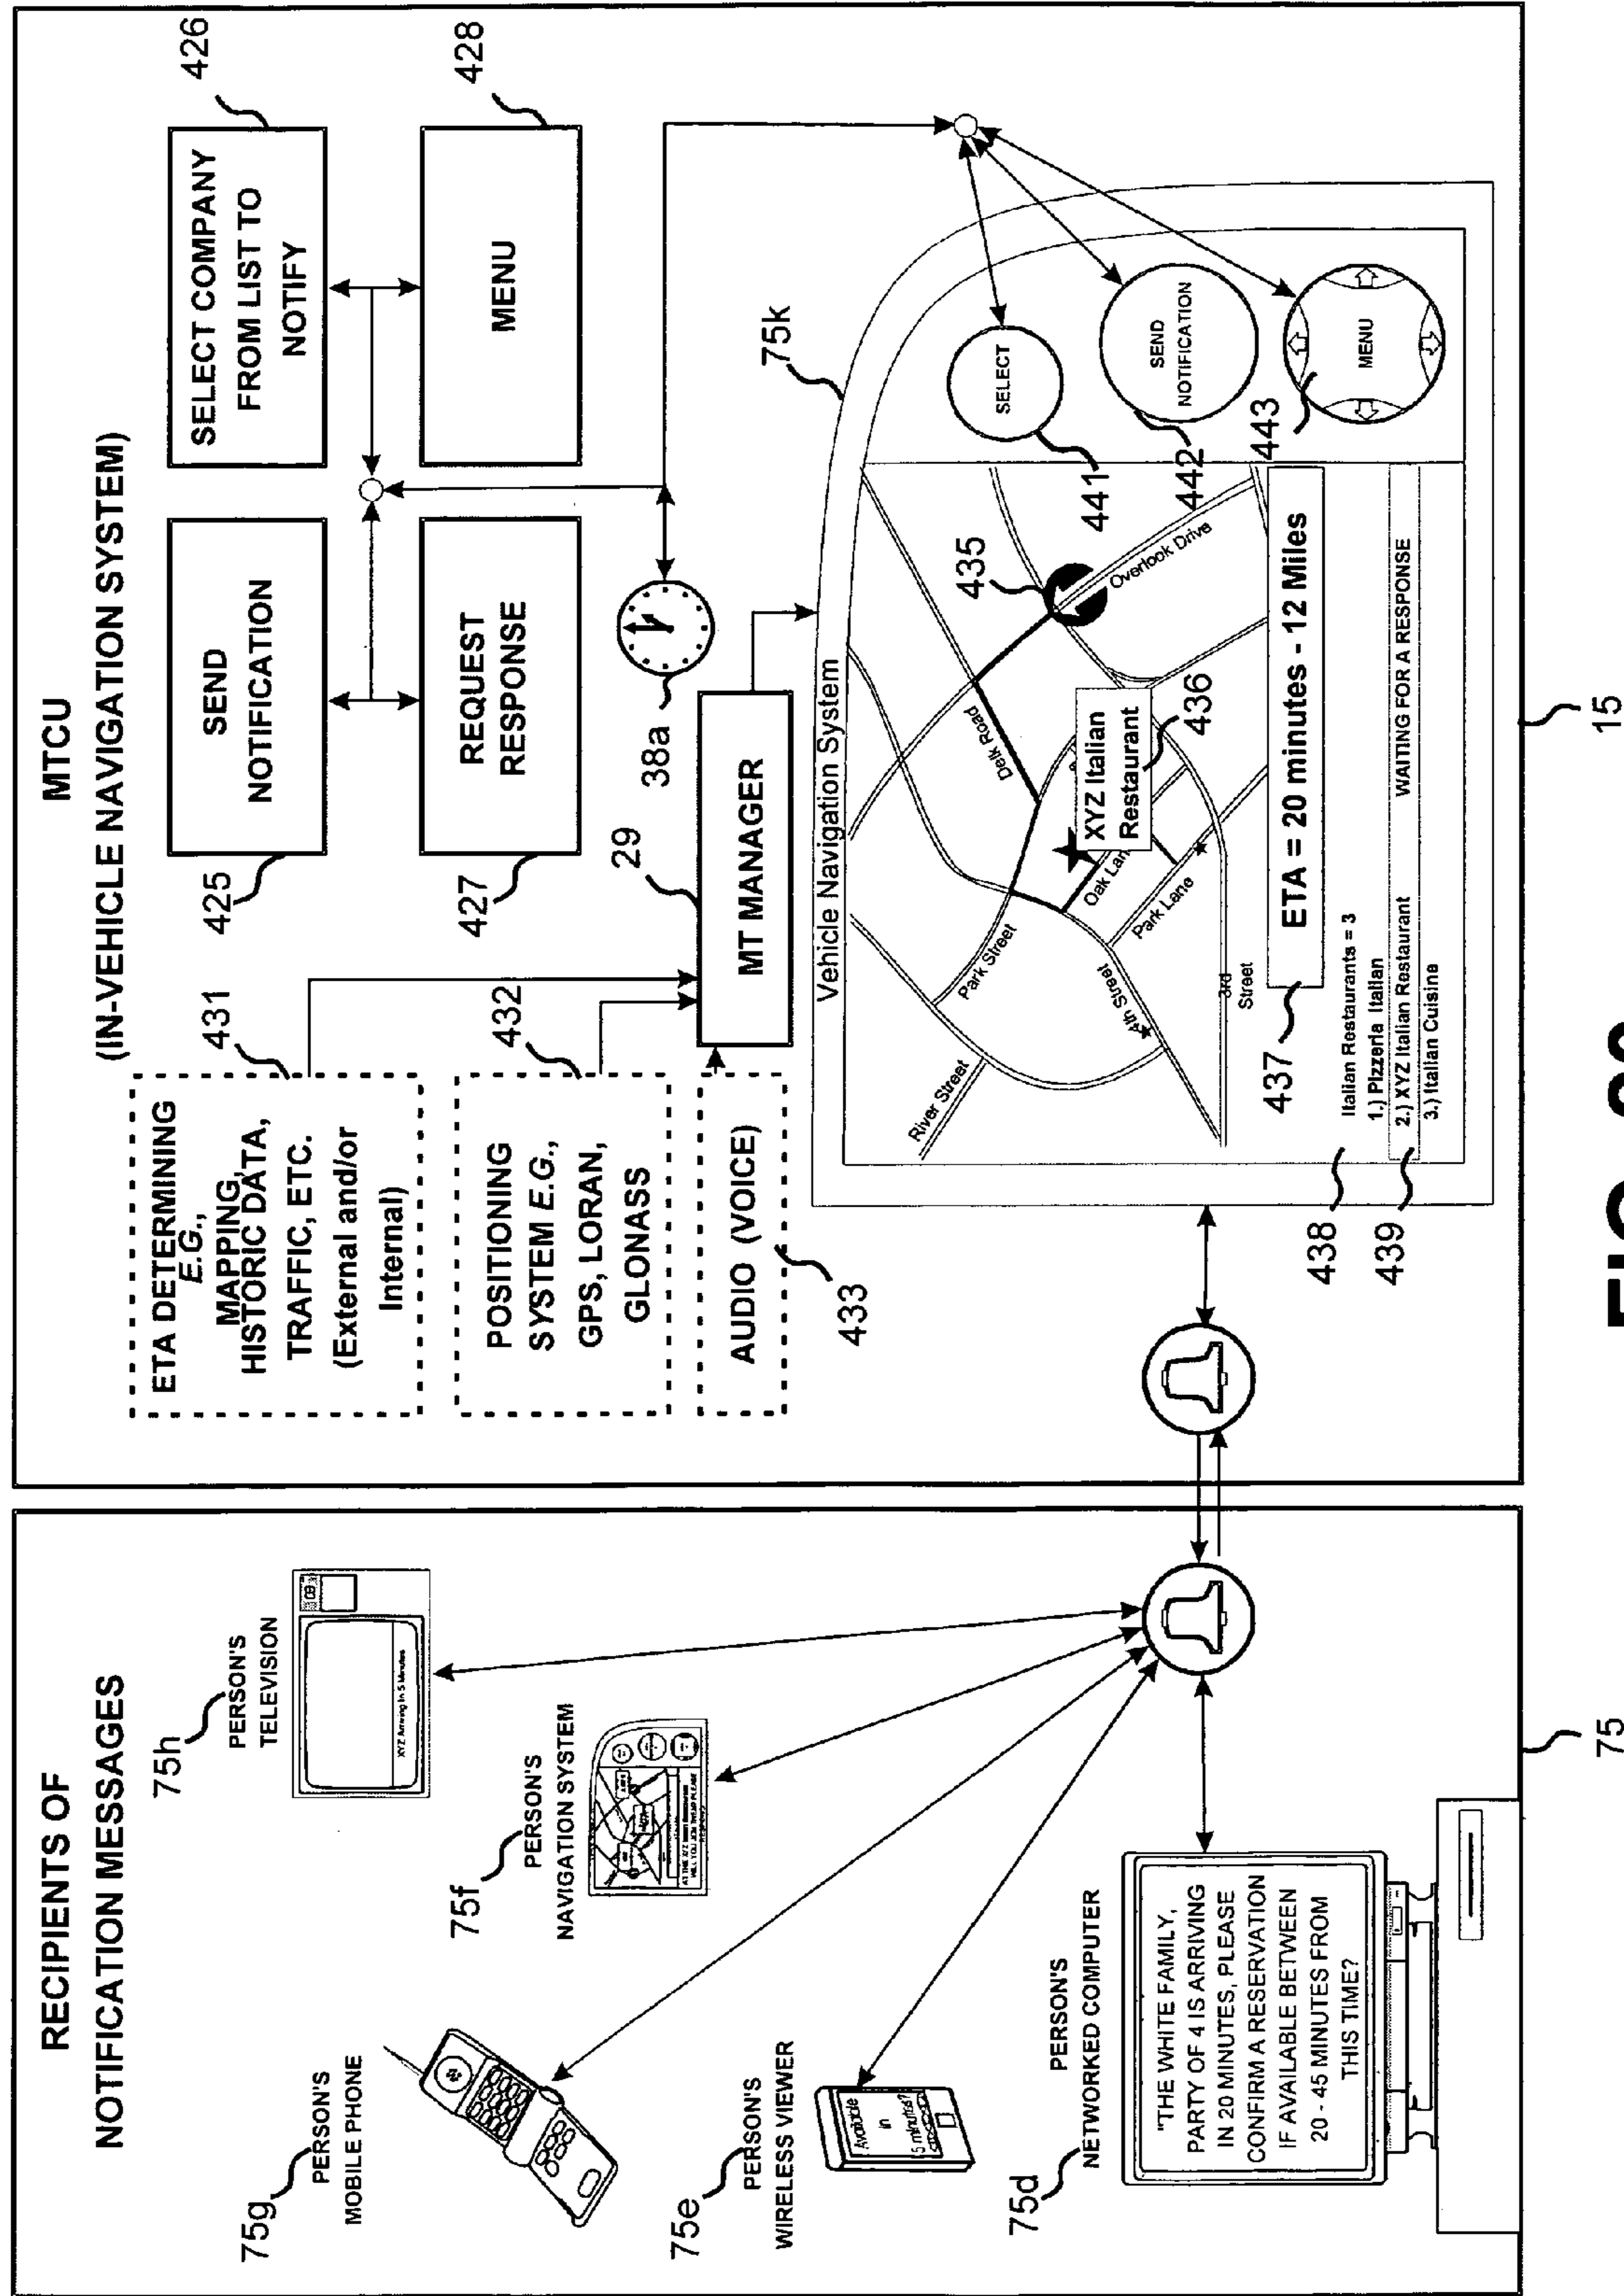 RECIPIENTS OF
NOTIFICATION MESSAGES
75g
PERSON'S
MOBILE PHONE
75h
PERSON'S
TELEVISION
XYZ Arriving In 5 Minutes
75f
PERSON'S
NAVIGATION SYSTEM
75e
PERSON'S
WIRELESS VIEWER
Available
in
5 minutes?
75d
PERSON'S
NETWORKED COMPUTER
"THE WHITE FAMILY,
PARTY OF 4 IS ARRIVING
IN 20 MINUTES, PLEASE
CONFIRM A RESERVATION
IF AVAILABLE BETWEEN
20 - 45 MINUTES FROM
THIS TIME?
75
MTCU
(IN-VEHICLE NAVIGATION SYSTEM)
ETA DETERMINING
E.G.,
MAPPING,
HISTORIC DATA,
TRAFFIC, ETC.
(External and/or
Internal)
431
POSITIONING
SYSTEM E.G.,
GPS, LORAN,
GLONASS
432
AUDIO (VOICE)
433
SEND
NOTIFICATION
425
SELECT COMPANY
FROM LIST TO
NOTIFY
426
REQUEST
RESPONSE
427
MENU
428
38a
29
MT MANAGER
75k
Vehicle Navigation System
River Street
Park Street
Delk Road
435
Overlook Drive
XYZ Italian
Restaurant
436
Oak Lan
Park Lane
4th Street
3rd
Street
437
ETA = 20 minutes - 12 Miles
438
Italian Restaurants = 3
1.) Pizzeria Italian
439
2.) XYZ Italian Restaurant WAITING FOR A RESPONSE
3.) Italian Cuisine
SELECT
441
SEND
NOTIFICATION
442
MENU
443
15